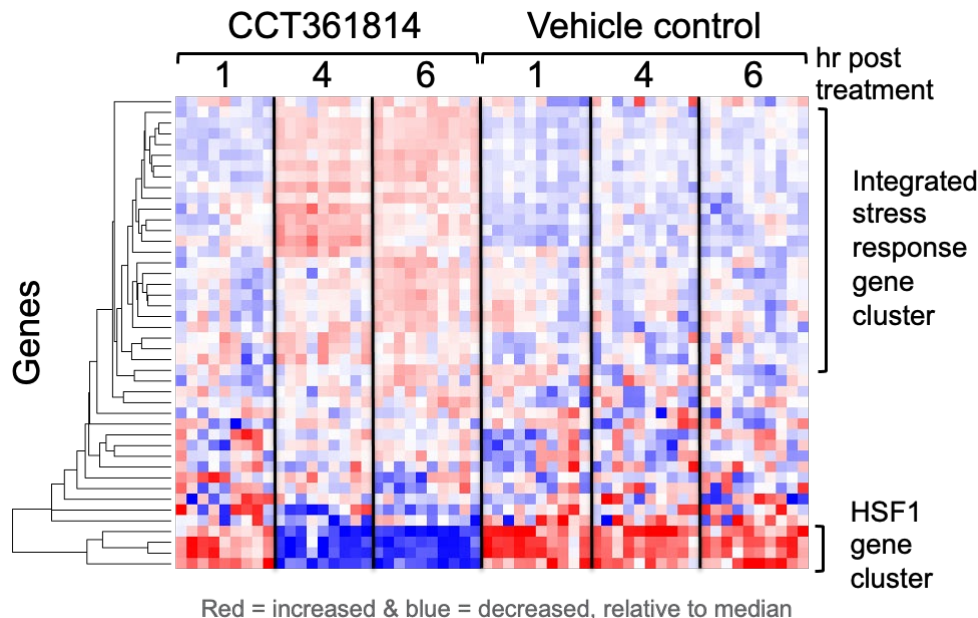 CCT361814 Vehicle control
1 4 6 1 4 6 hr post
treatment
Genes
Integrated
stress
response
gene
cluster
HSF1
gene
cluster
Red = increased & blue = decreased, relative to median